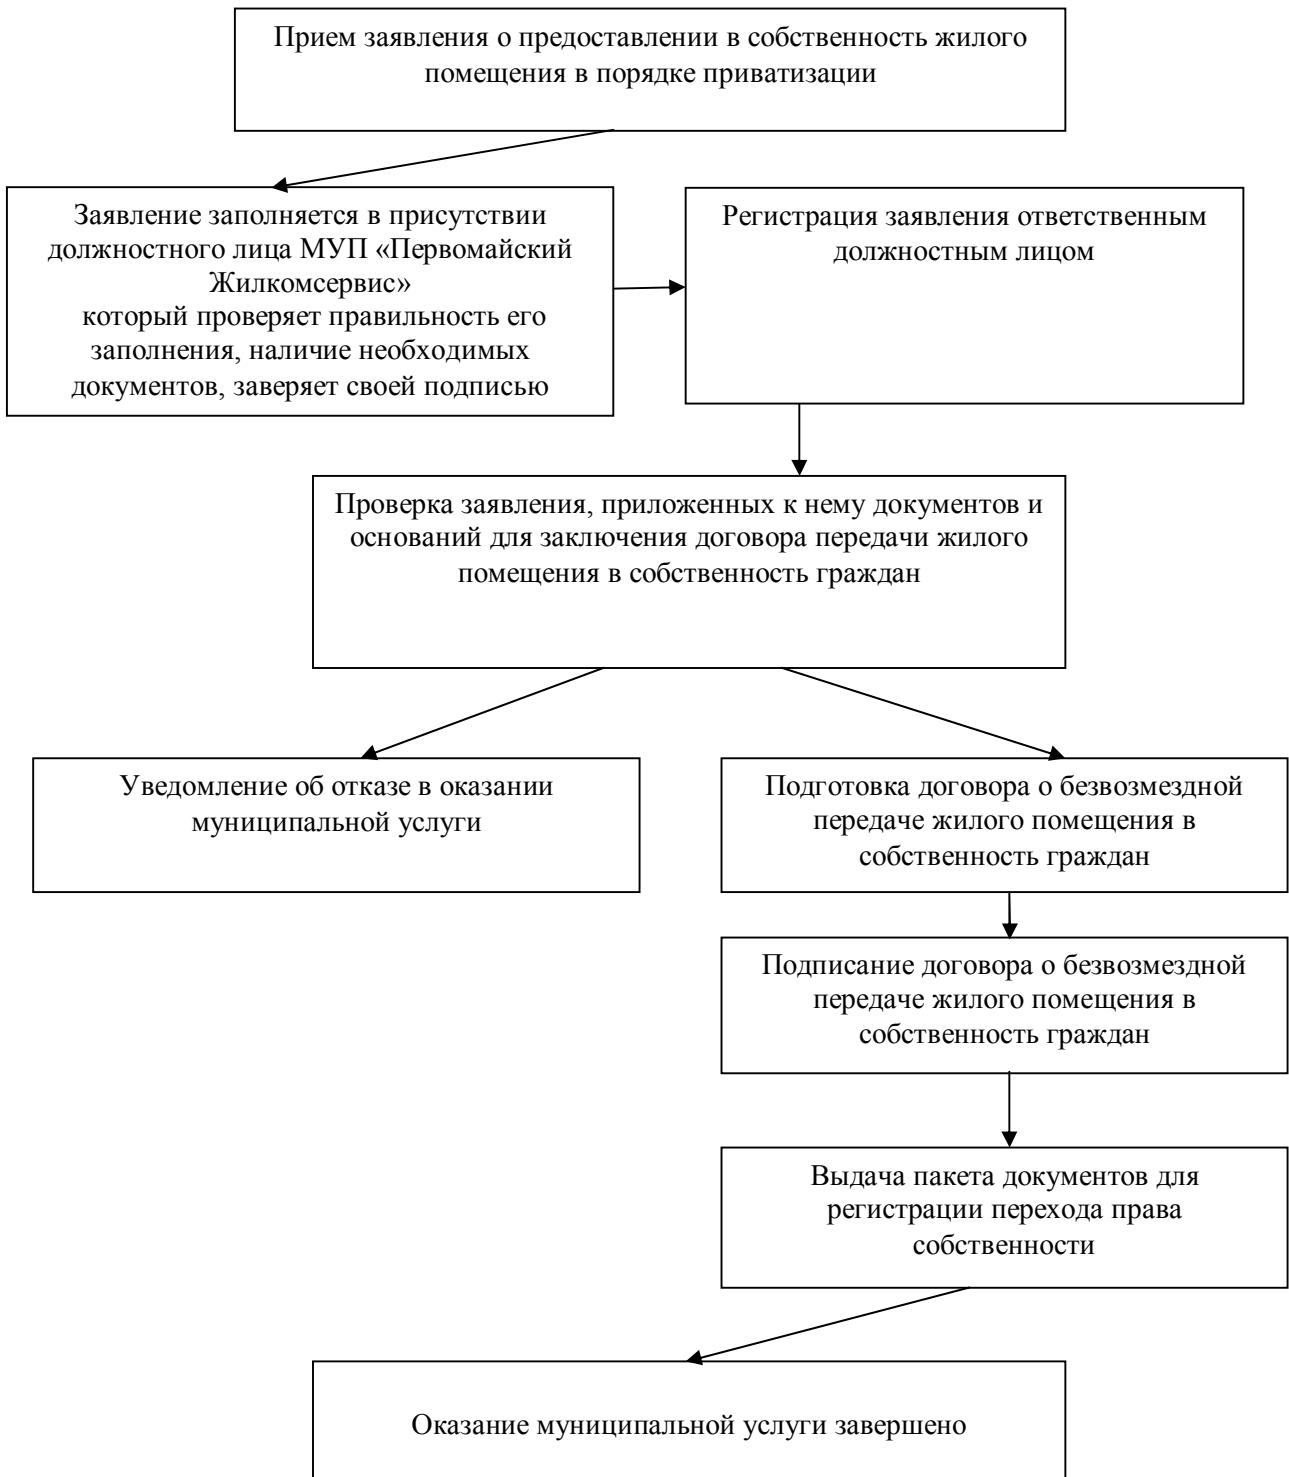 Прием заявления о предоставлении в собственность жилого
помещения в порядке приватизации
Заявление заполняется в присутствии
должностного лица МУП «Первомайский
Жилкомсервис»
который проверяет правильность его
заполнения, наличие необходимых
документов, заверяет своей подписью
Регистрация заявления ответственным
должностным лицом
Проверка заявления, приложенных к нему документов и
оснований для заключения договора передачи жилого
помещения в собственность граждан
Уведомление об отказе в оказании
муниципальной услуги
Подготовка договора о безвозмездной
передаче жилого помещения в
собственность граждан
Подписание договора о безвозмездной
передаче жилого помещения в
собственность граждан
Выдача пакета документов для
регистрации перехода права
собственности
Оказание муниципальной услуги завершено